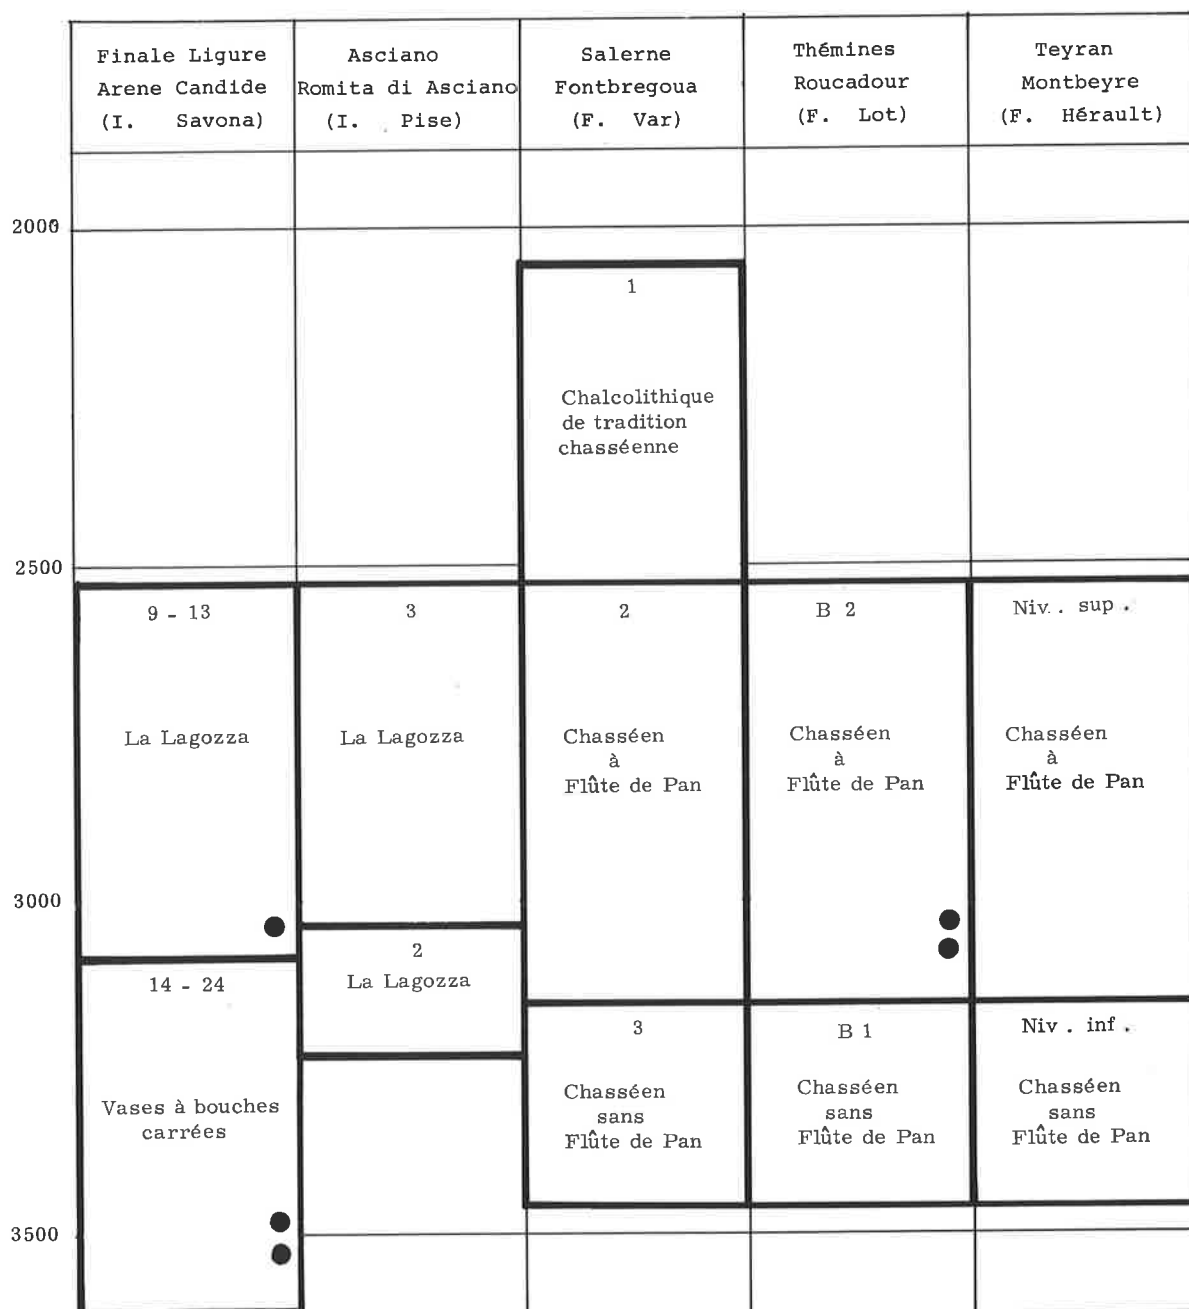 Finale Ligure
Arene Candide
(I. Savona)
Asciano
Romita di Asciano
(I. Pise)
Salerne
Fontbregoua
(F. Var)
Thémines
Roucadour
(F. Lot)
Teyran
Montbeyre
(F. Hérault)
2000
1
Chalcolithique
de tradition
chasséenne
2500
9 - 13
La Lagozza
3
La Lagozza
2
Chasséen
à
Flûte de Pan
B 2
Chasséen
à
Flûte de Pan
Niv. sup.
Chasséen
à
Flûte de Pan
3000
14 - 24
Vases à bouches
carrées
2
La Lagozza
3
Chasséen
sans
Flûte de Pan
B 1
Chasséen
sans
Flûte de Pan
Niv. inf.
Chasséen
sans
Flûte de Pan
3500